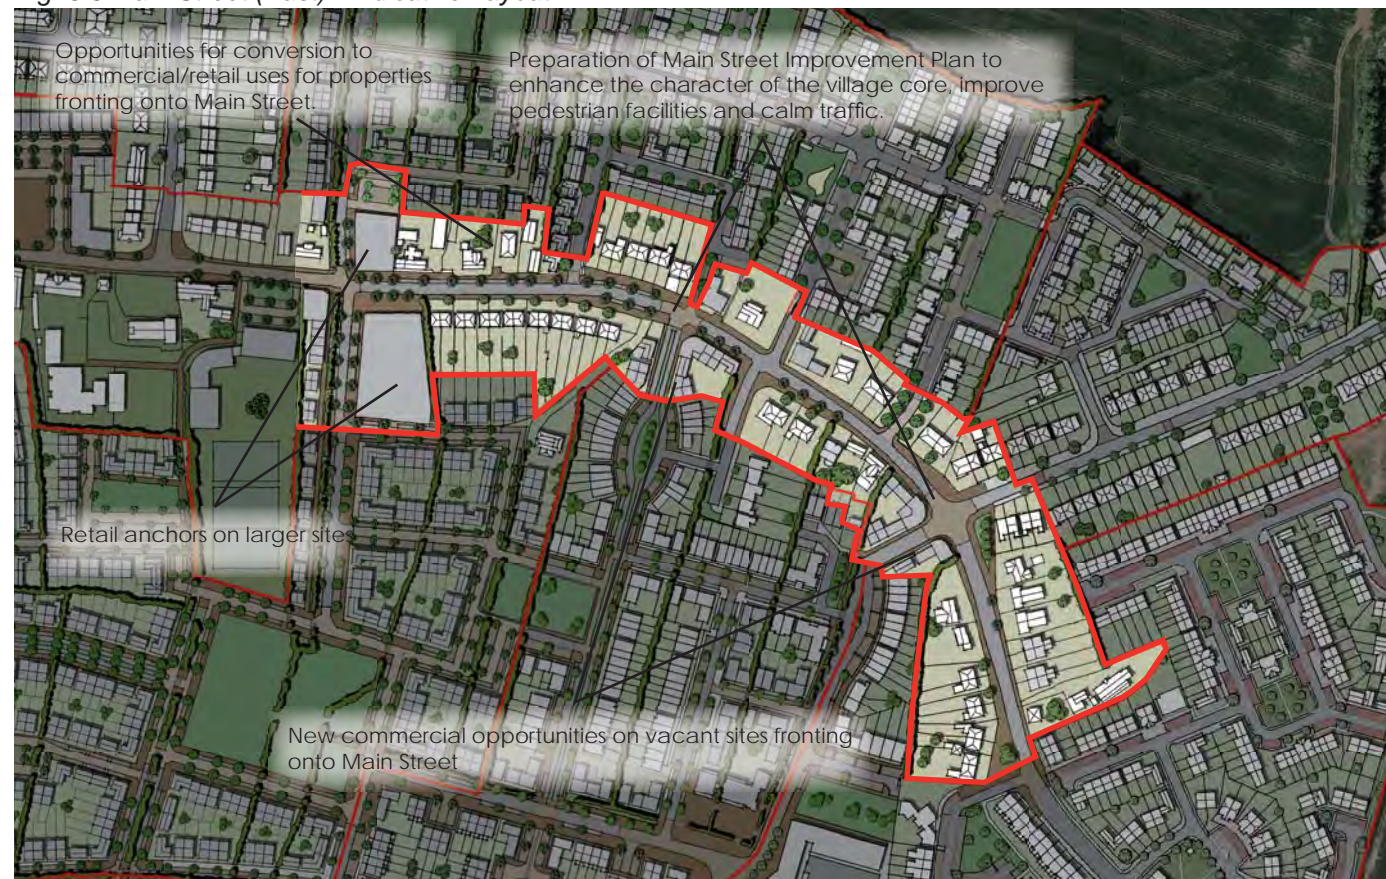 Opportunities for conversion to
commercial/retail uses for properties
fronting onto Main Street.
Preparation of Main Street Improvement Plan to
enhance the character of the village core, improve
pedestrian facilities and calm traffic.
Retail anchors on larger sites
New commercial opportunities on vacant sites fronting
onto Main Street